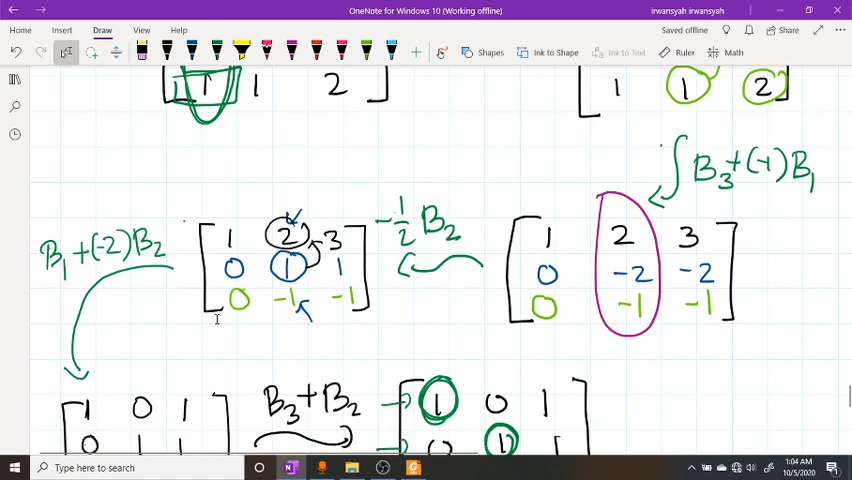 OneNote for Windows 10 (Working offline)
irwansyah irwansyah
Home Insert Draw View Help
Saved offline Share
Shapes Ink to Shape Ink to Text Ruler Math
1 1 2
1 1 2
B3+(-1)B1
B1+(-2)B2
-1/2 B2
1 2 3
0 1 1
0 -1 -1
1 2 3
0 -2 -2
0 -1 -1
B3+B2
1 0 1
0 1 1
1 0 1
0 1 1
Type here to search
1:04 AM
10/5/2020